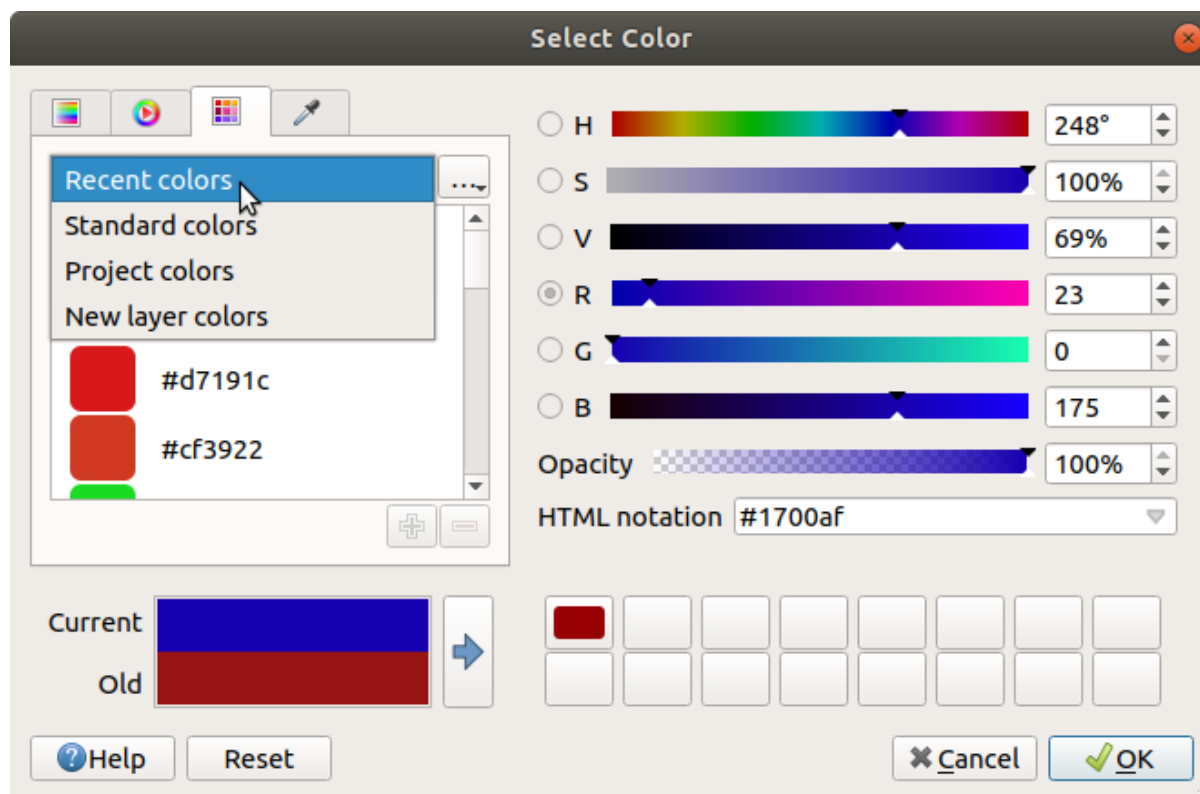 Select Color
Recent colors
...
Standard colors
Project colors
New layer colors
#d7191c
#cf3922
H 248°
S 100%
V 69%
R 23
G 0
B 175
Opacity 100%
HTML notation #1700af
Current
Old
Help
Reset
Cancel
OK